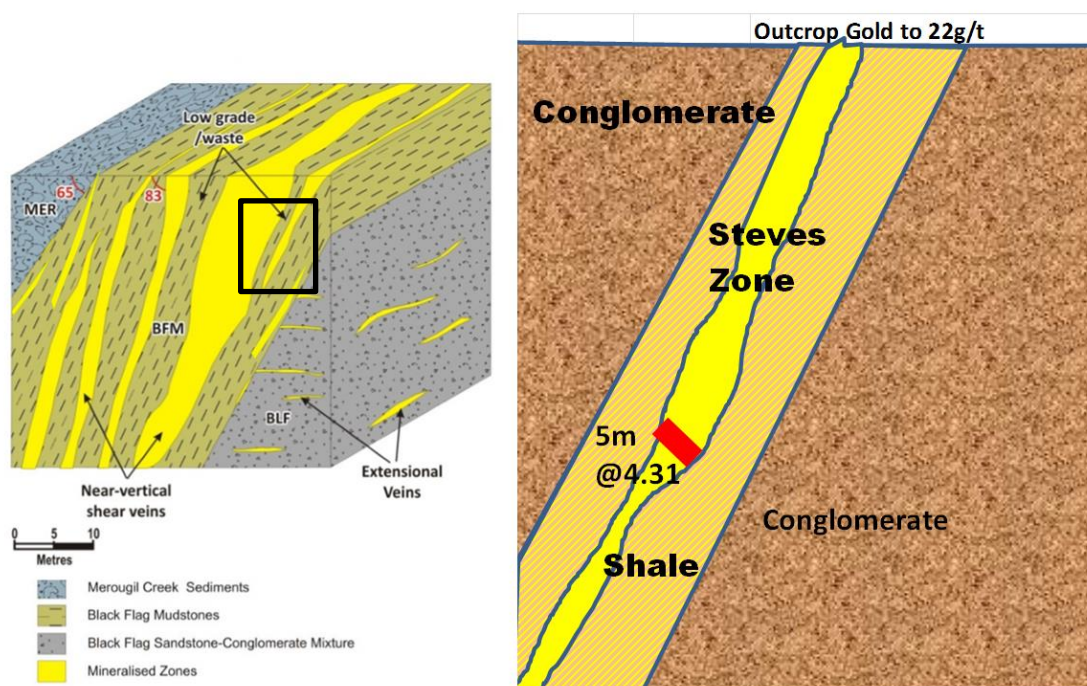 Low grade
/waste
65
83
MER
BFM
BLF
Near-vertical
shear veins
Extensional
Veins
0 5 10
Metres
Merougil Creek Sediments
Black Flag Mudstones
Black Flag Sandstone-Conglomerate Mixture
Mineralised Zones
Outcrop Gold to 22g/t
Conglomerate
Steves
Zone
5m
@4.31
Conglomerate
Shale